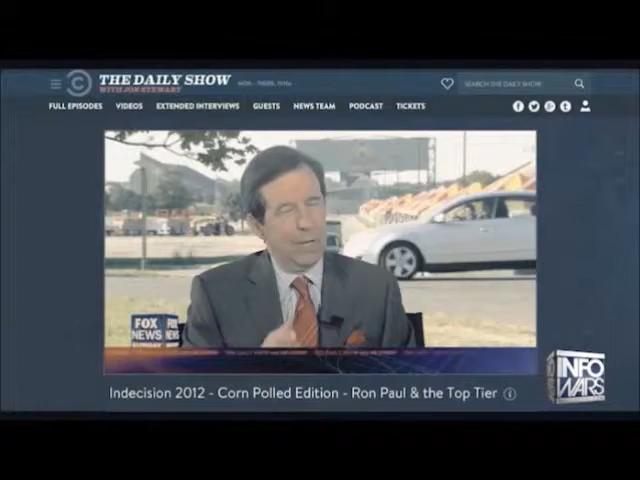 THE DAILY SHOW
WITH JON STEWART
SEARCH THE DAILY SHOW
FULL EPISODES VIDEOS EXTENDED INTERVIEWS GUESTS NEWS TEAM PODCAST TICKETS
FOX NEWS
SUNDAY
Indecision 2012 - Corn Polled Edition - Ron Paul & the Top Tier
INFO
WARS